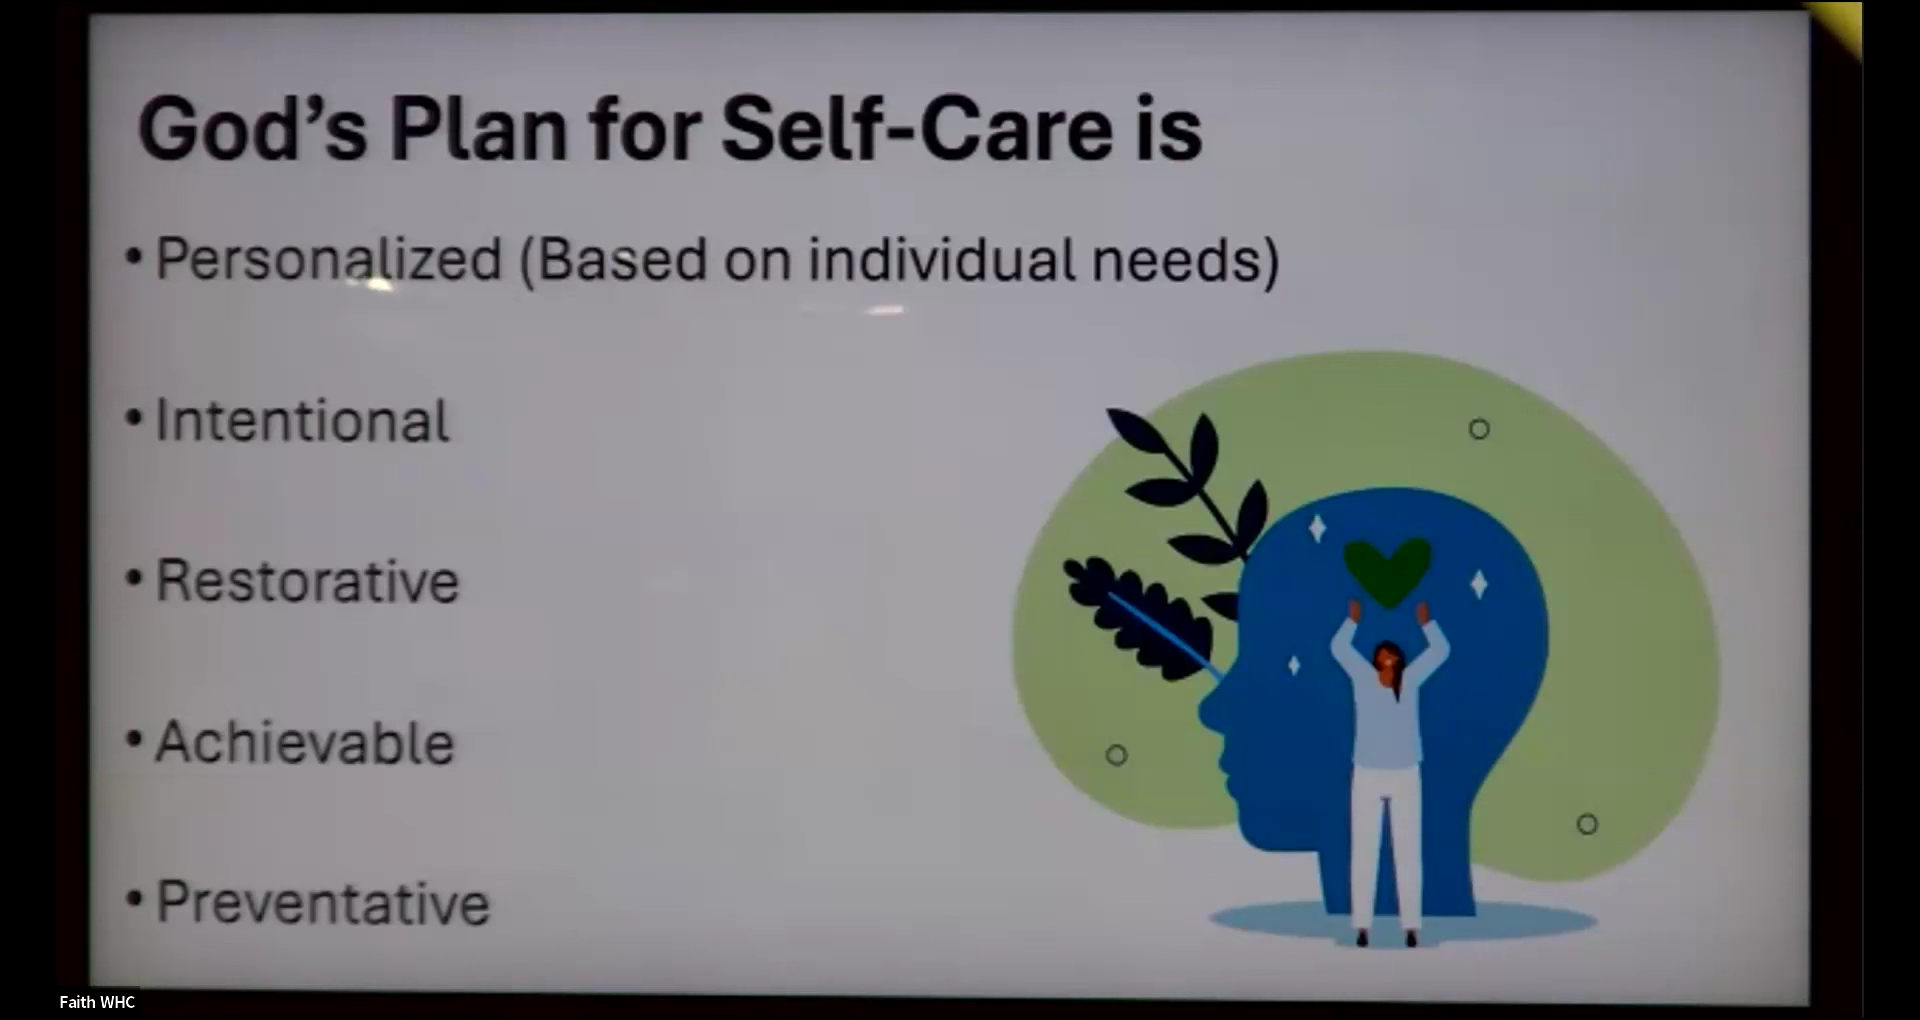 God's Plan for Self-Care is
• Personalized (Based on individual needs)
• Intentional
• Restorative
• Achievable
• Preventative
Faith WHC